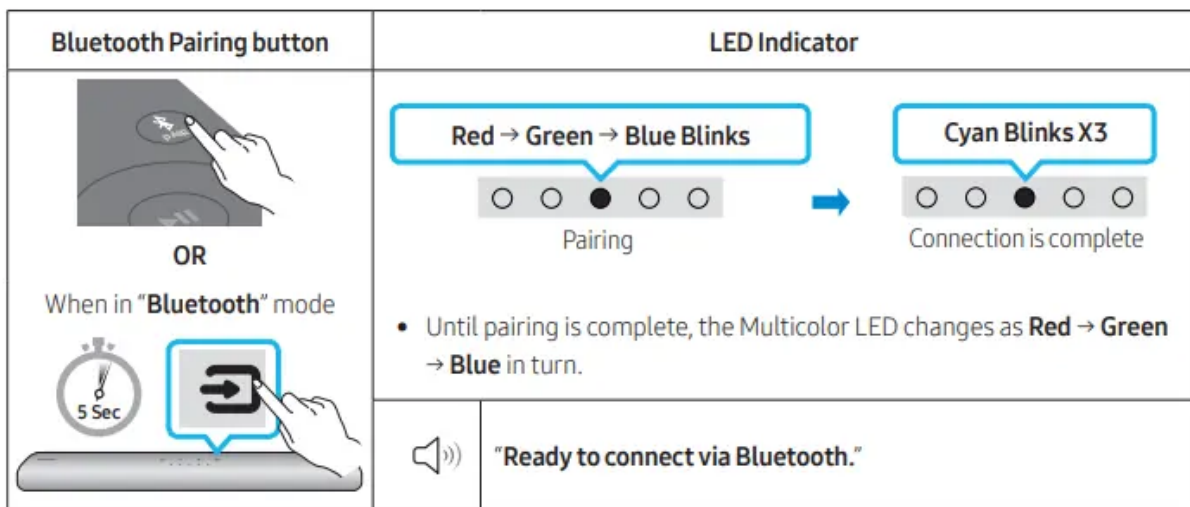 Bluetooth Pairing button
LED Indicator
PAIR
OR
When in "Bluetooth" mode
5 Sec
Red → Green → Blue Blinks
Pairing
Cyan Blinks X3
Connection is complete
• Until pairing is complete, the Multicolor LED changes as Red → Green
→ Blue in turn.
"Ready to connect via Bluetooth."